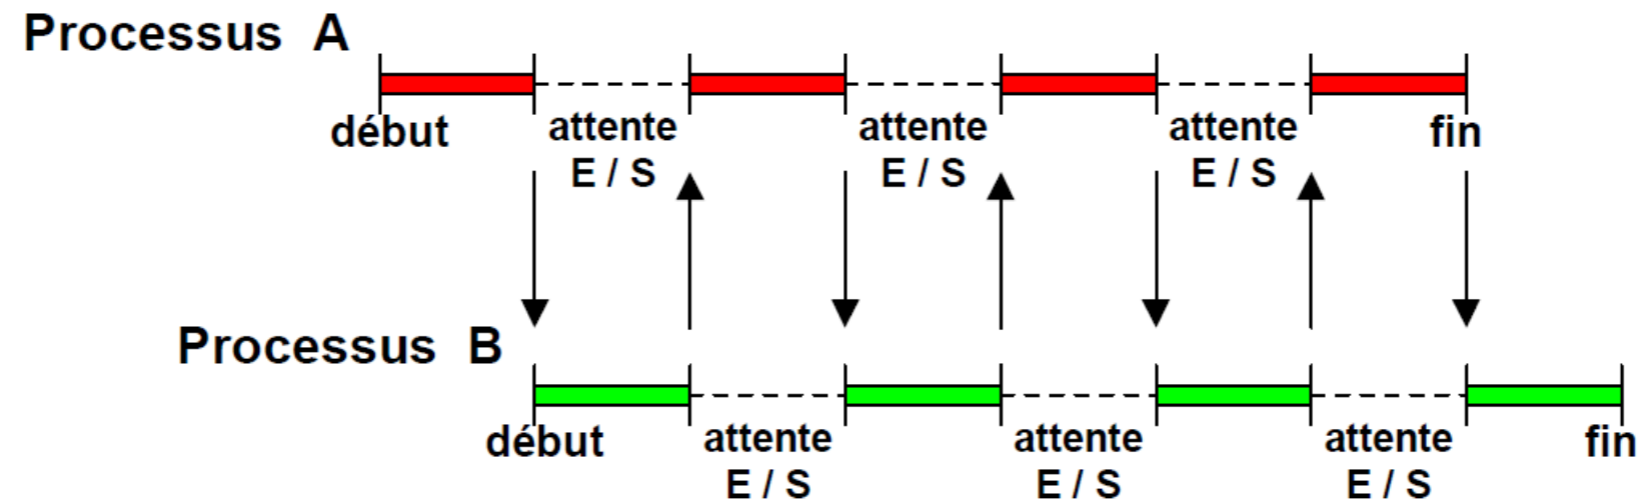 Processus A
début
attente
E / S
attente
E / S
attente
E / S
fin
Processus B
début
attente
E / S
attente
E / S
attente
E / S
fin